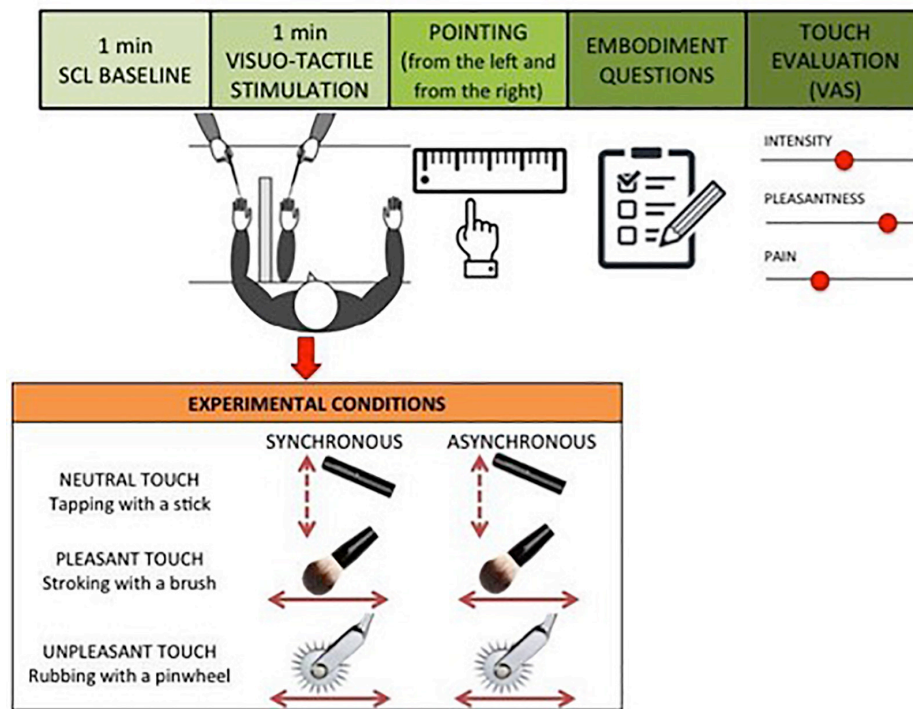 1 min
SCL BASELINE
1 min
VISUO-TACTILE
STIMULATION
POINTING
(from the left and
from the right)
EMBODIMENT
QUESTIONS
TOUCH
EVALUATION
(VAS)
INTENSITY
PLEASANTNESS
PAIN
EXPERIMENTAL CONDITIONS
SYNCHRONOUS ASYNCHRONOUS
NEUTRAL TOUCH
Tapping with a stick
PLEASANT TOUCH
Stroking with a brush
UNPLEASANT TOUCH
Rubbing with a pinwheel